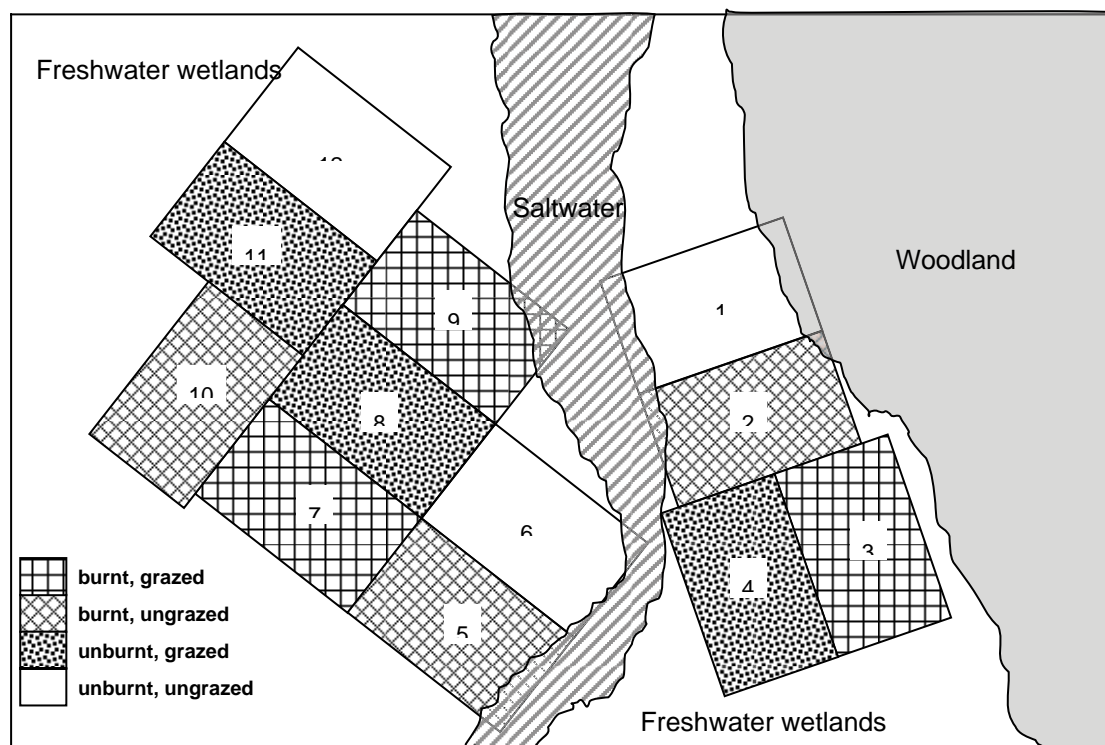 Freshwater wetlands
12
Saltwater
11
Woodland
1
9
10
8
2
7
6
3
4
5
burnt, grazed
burnt, ungrazed
unburnt, grazed
unburnt, ungrazed
Freshwater wetlands